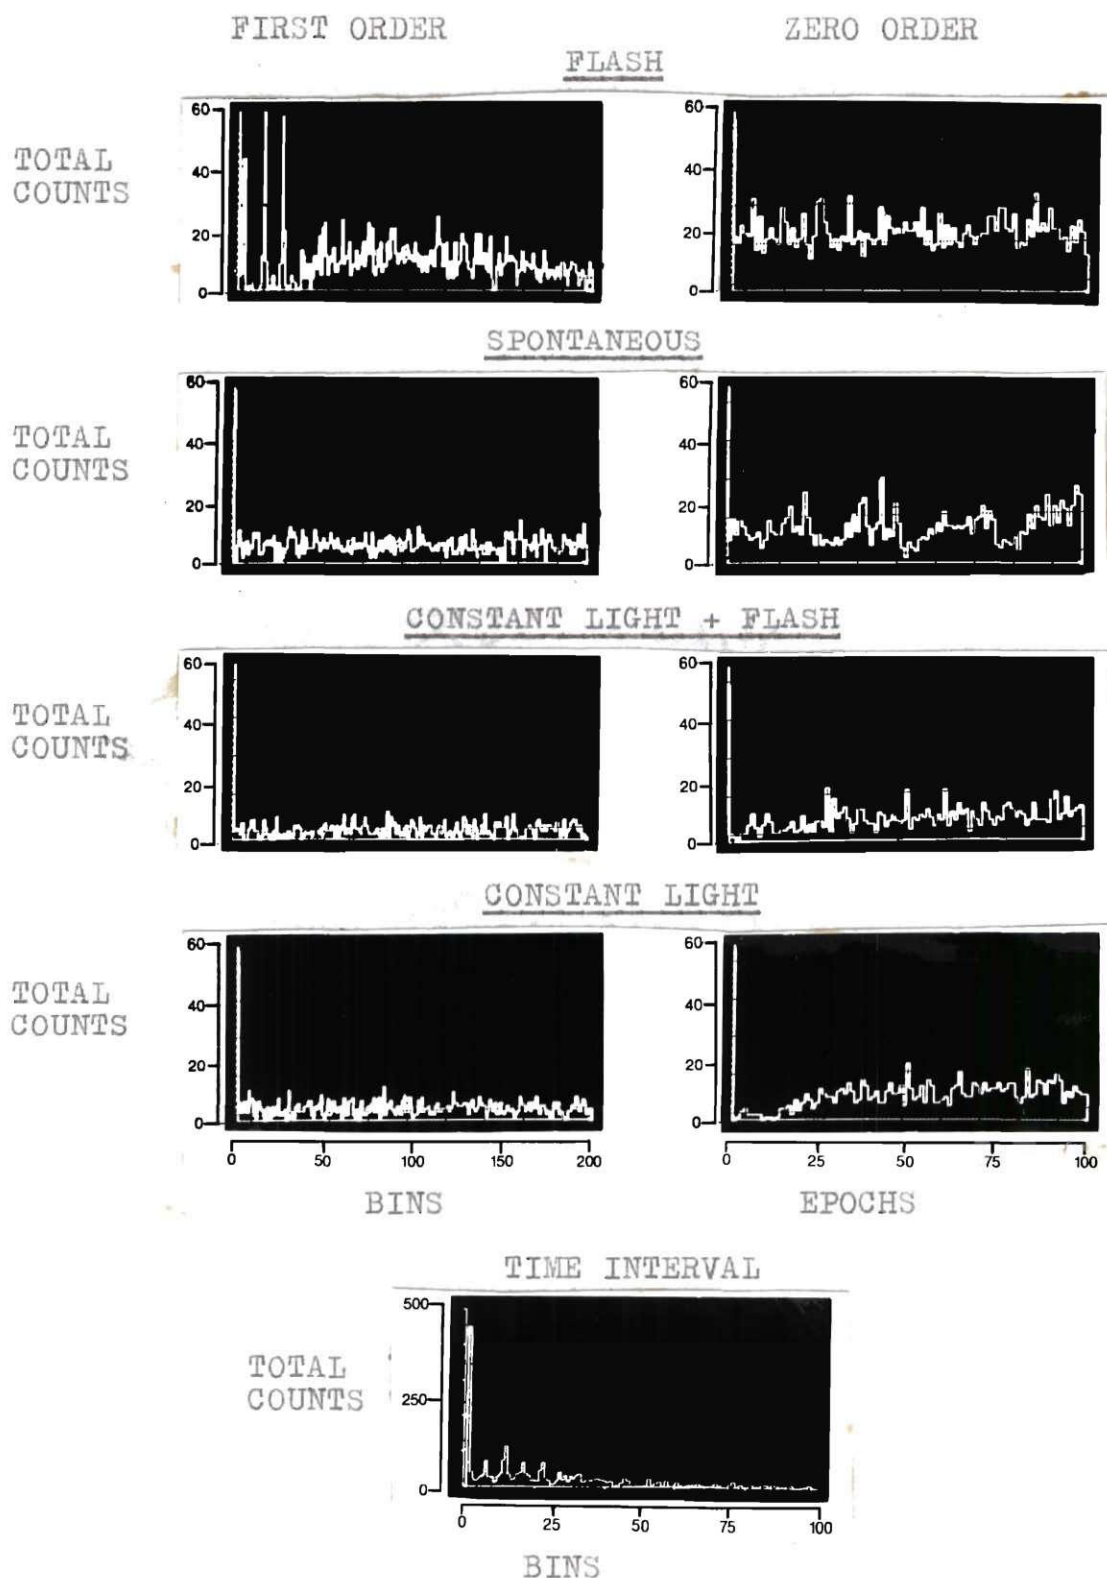 FIRST ORDER
ZERO ORDER
FLASH
TOTAL
COUNTS
60
40
20
0
60
40
20
0
SPONTANEOUS
TOTAL
COUNTS
60
40
20
0
60
40
20
0
CONSTANT LIGHT + FLASH
TOTAL
COUNTS
60
40
20
0
60
40
20
0
CONSTANT LIGHT
TOTAL
COUNTS
60
40
20
0
60
40
20
0
0 50 100 150 200
0 25 50 75 100
BINS
EPOCHS
TIME INTERVAL
TOTAL
COUNTS
500
250
0
0 25 50 75 100
BINS